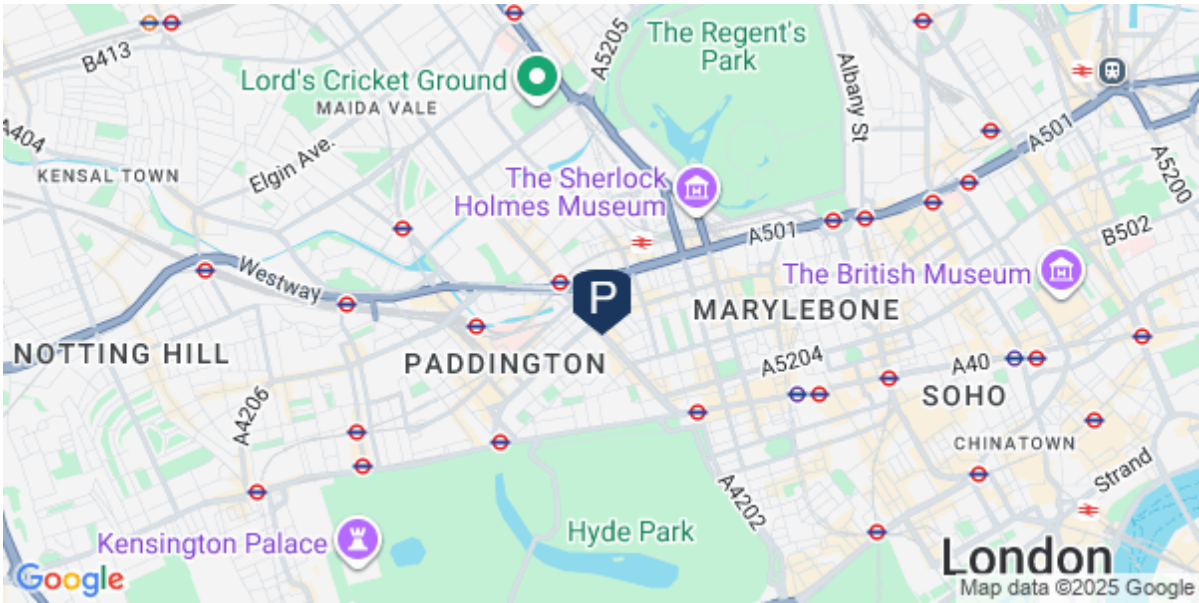 B413
A5205
The Regent's
Park
Lord's Cricket Ground
MAIDA VALE
Albany St
A404
Elgin Ave.
A501
KENSAL TOWN
A5200
The Sherlock
Holmes Museum
A501
B502
Westway
The British Museum
P
MARYLEBONE
NOTTING HILL
PADDINGTON
A5204
A40
SOHO
A4206
CHINATOWN
Strand
A4202
Hyde Park
Kensington Palace
London
Google
Map data ©2025 Google